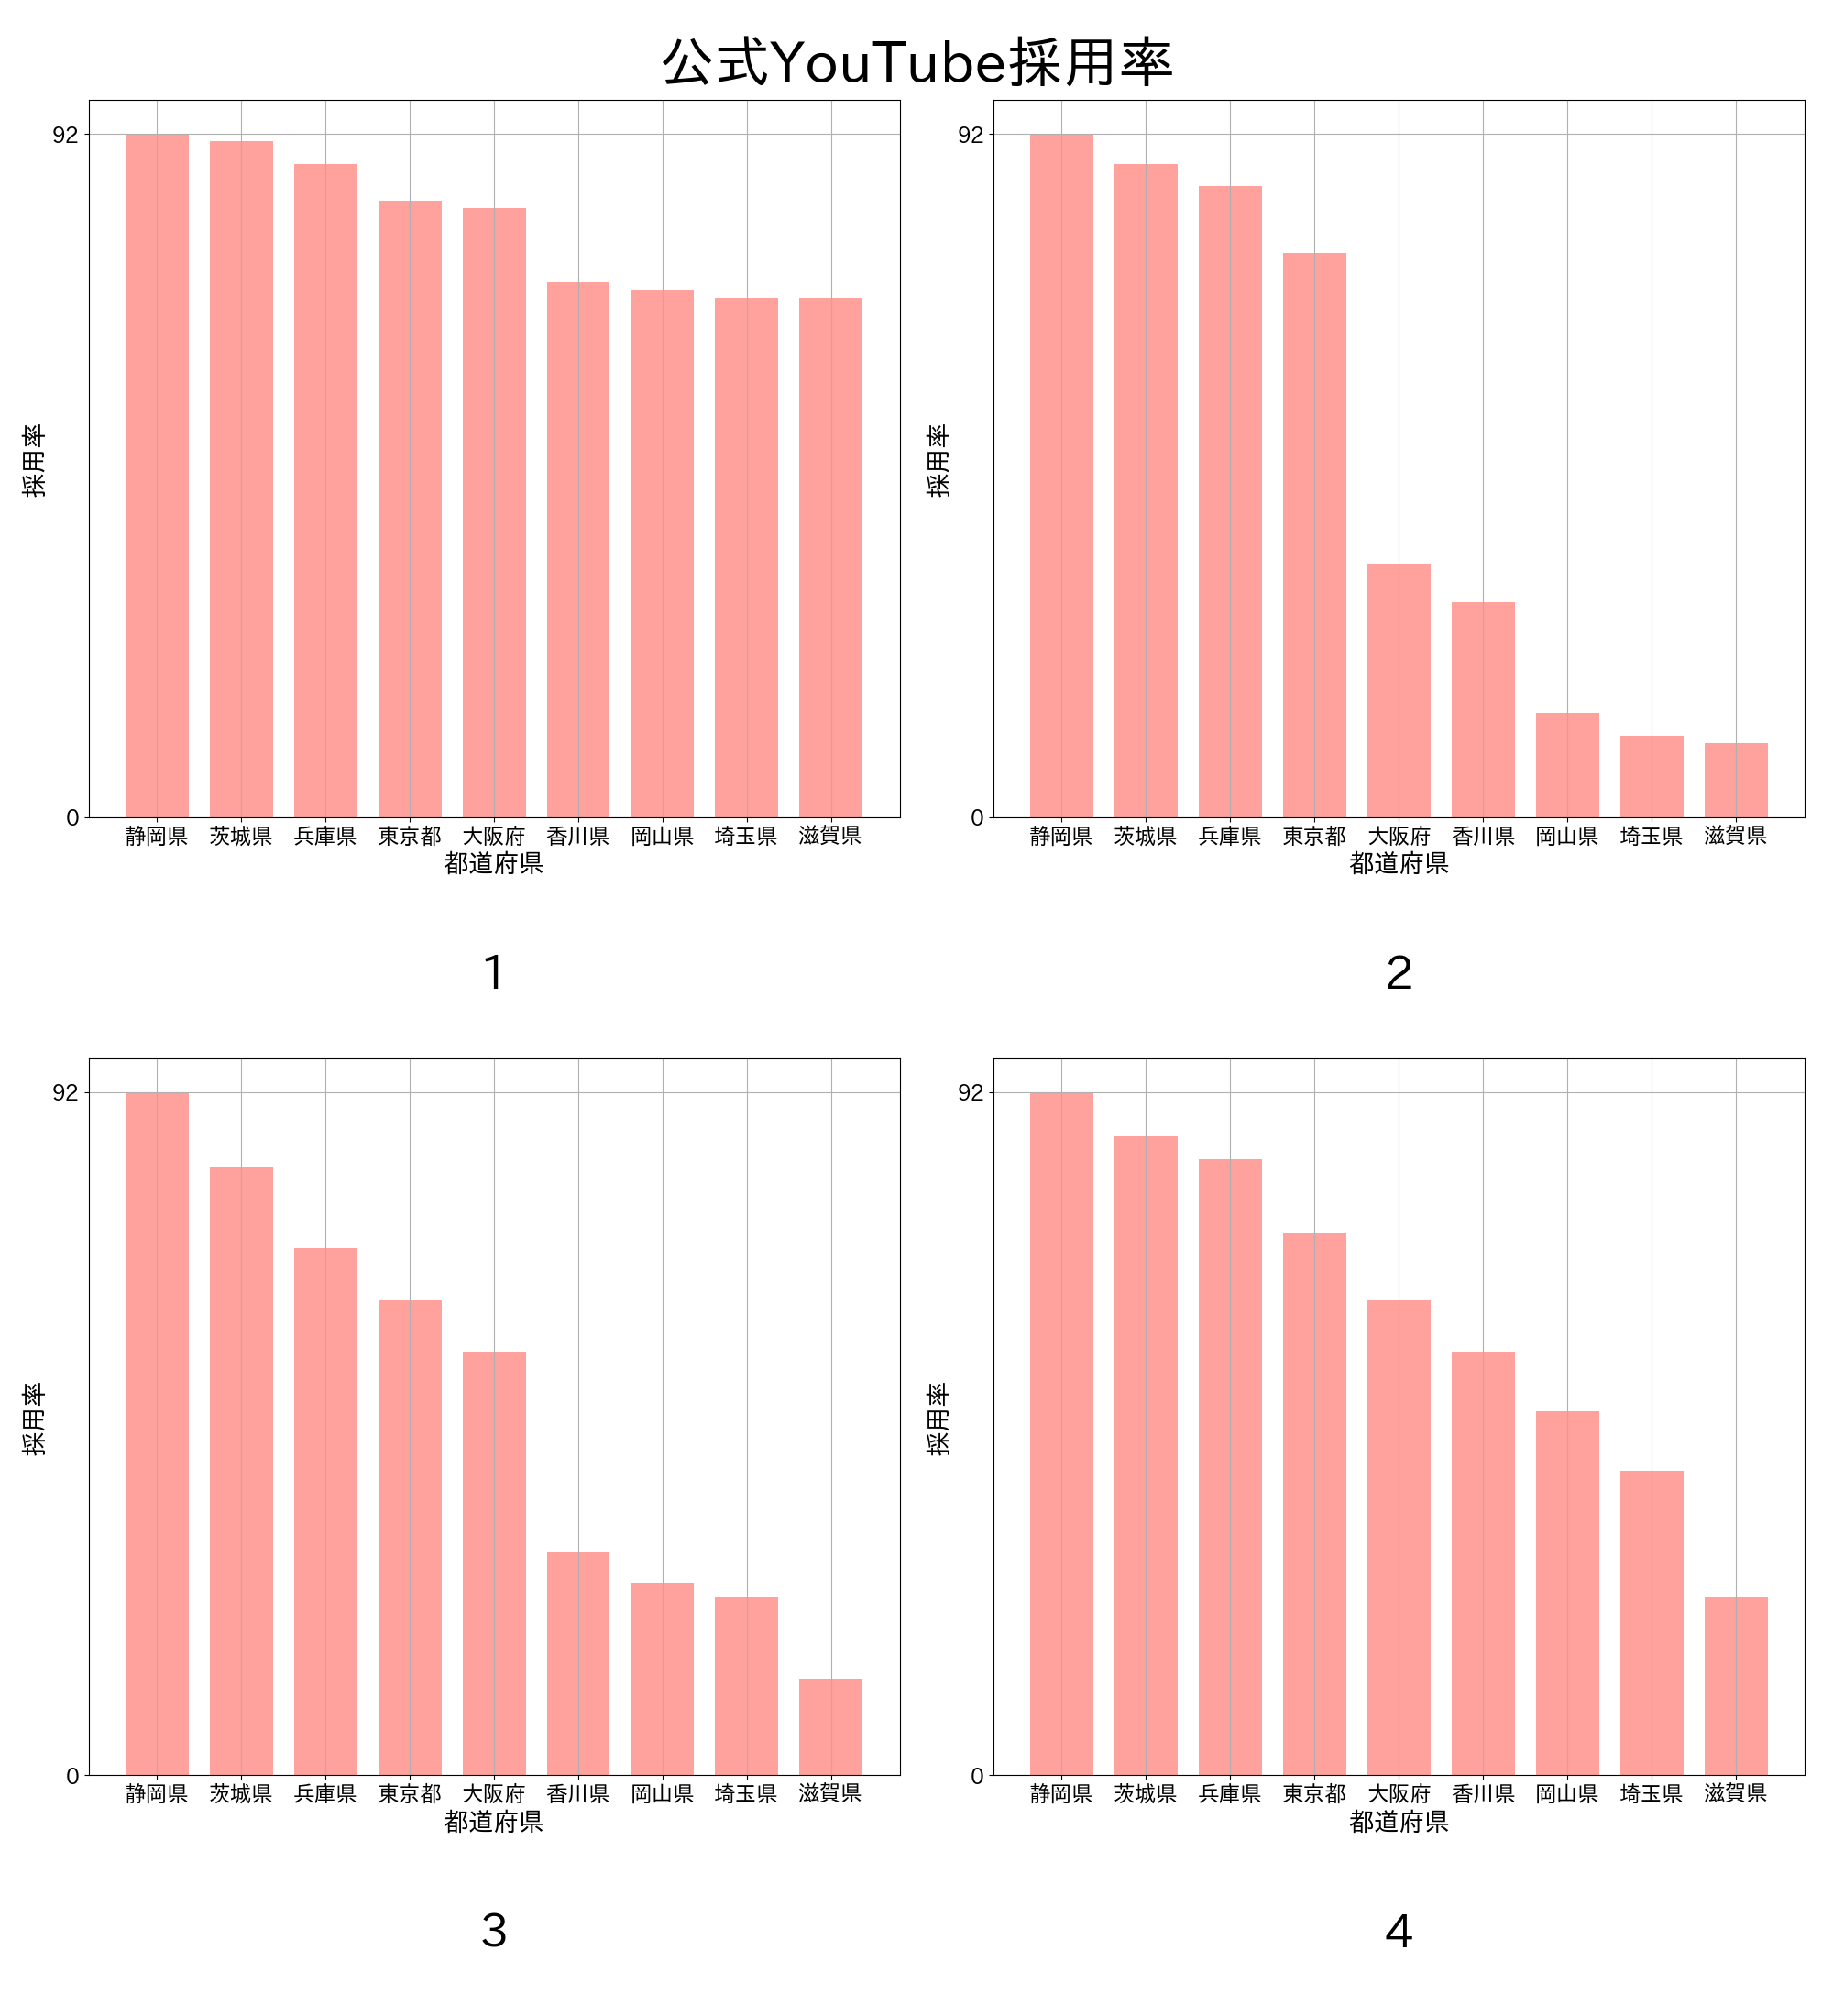 公式YouTube採用率
92
0
採用率
静岡県 茨城県 兵庫県 東京都 大阪府 香川県 岡山県 埼玉県 滋賀県
都道府県
1
92
0
採用率
静岡県 茨城県 兵庫県 東京都 大阪府 香川県 岡山県 埼玉県 滋賀県
都道府県
2
92
0
採用率
静岡県 茨城県 兵庫県 東京都 大阪府 香川県 岡山県 埼玉県 滋賀県
都道府県
3
92
0
採用率
静岡県 茨城県 兵庫県 東京都 大阪府 香川県 岡山県 埼玉県 滋賀県
都道府県
4